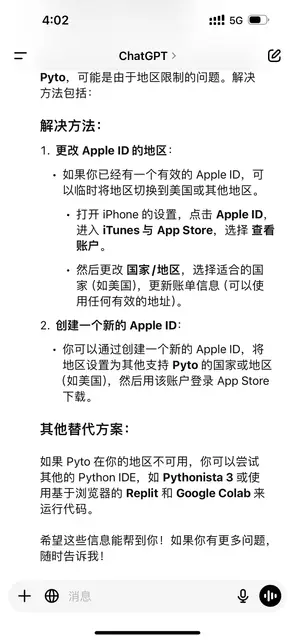 4:02
5G
ChatGPT >
Pyto，可能是由于地区限制的问题。解决
方法包括：
解决方法：
1. 更改 Apple ID 的地区：
• 如果你已经有一个有效的 Apple ID，可
以临时将地区切换到美国或其他地区。
• 打开 iPhone 的设置，点击 Apple ID，
进入 iTunes 与 App Store，选择 查看
账户。
• 然后更改 国家/地区，选择适合的国
家（如美国），更新账单信息（可以使
用任何有效的地址）。
2. 创建一个新的 Apple ID：
• 你可以通过创建一个新的 Apple ID，将
地区设置为其他支持 Pyto 的国家或地区
（如美国），然后用该账户登录 App Store
下载。
其他替代方案：
如果 Pyto 在你的地区不可用，你可以尝试
其他的 Python IDE，如 Pythonista 3 或使
用基于浏览器的 Replit 和 Google Colab 来
运行代码。
希望这些信息能帮到你！如果你有更多问题，
随时告诉我！
消息